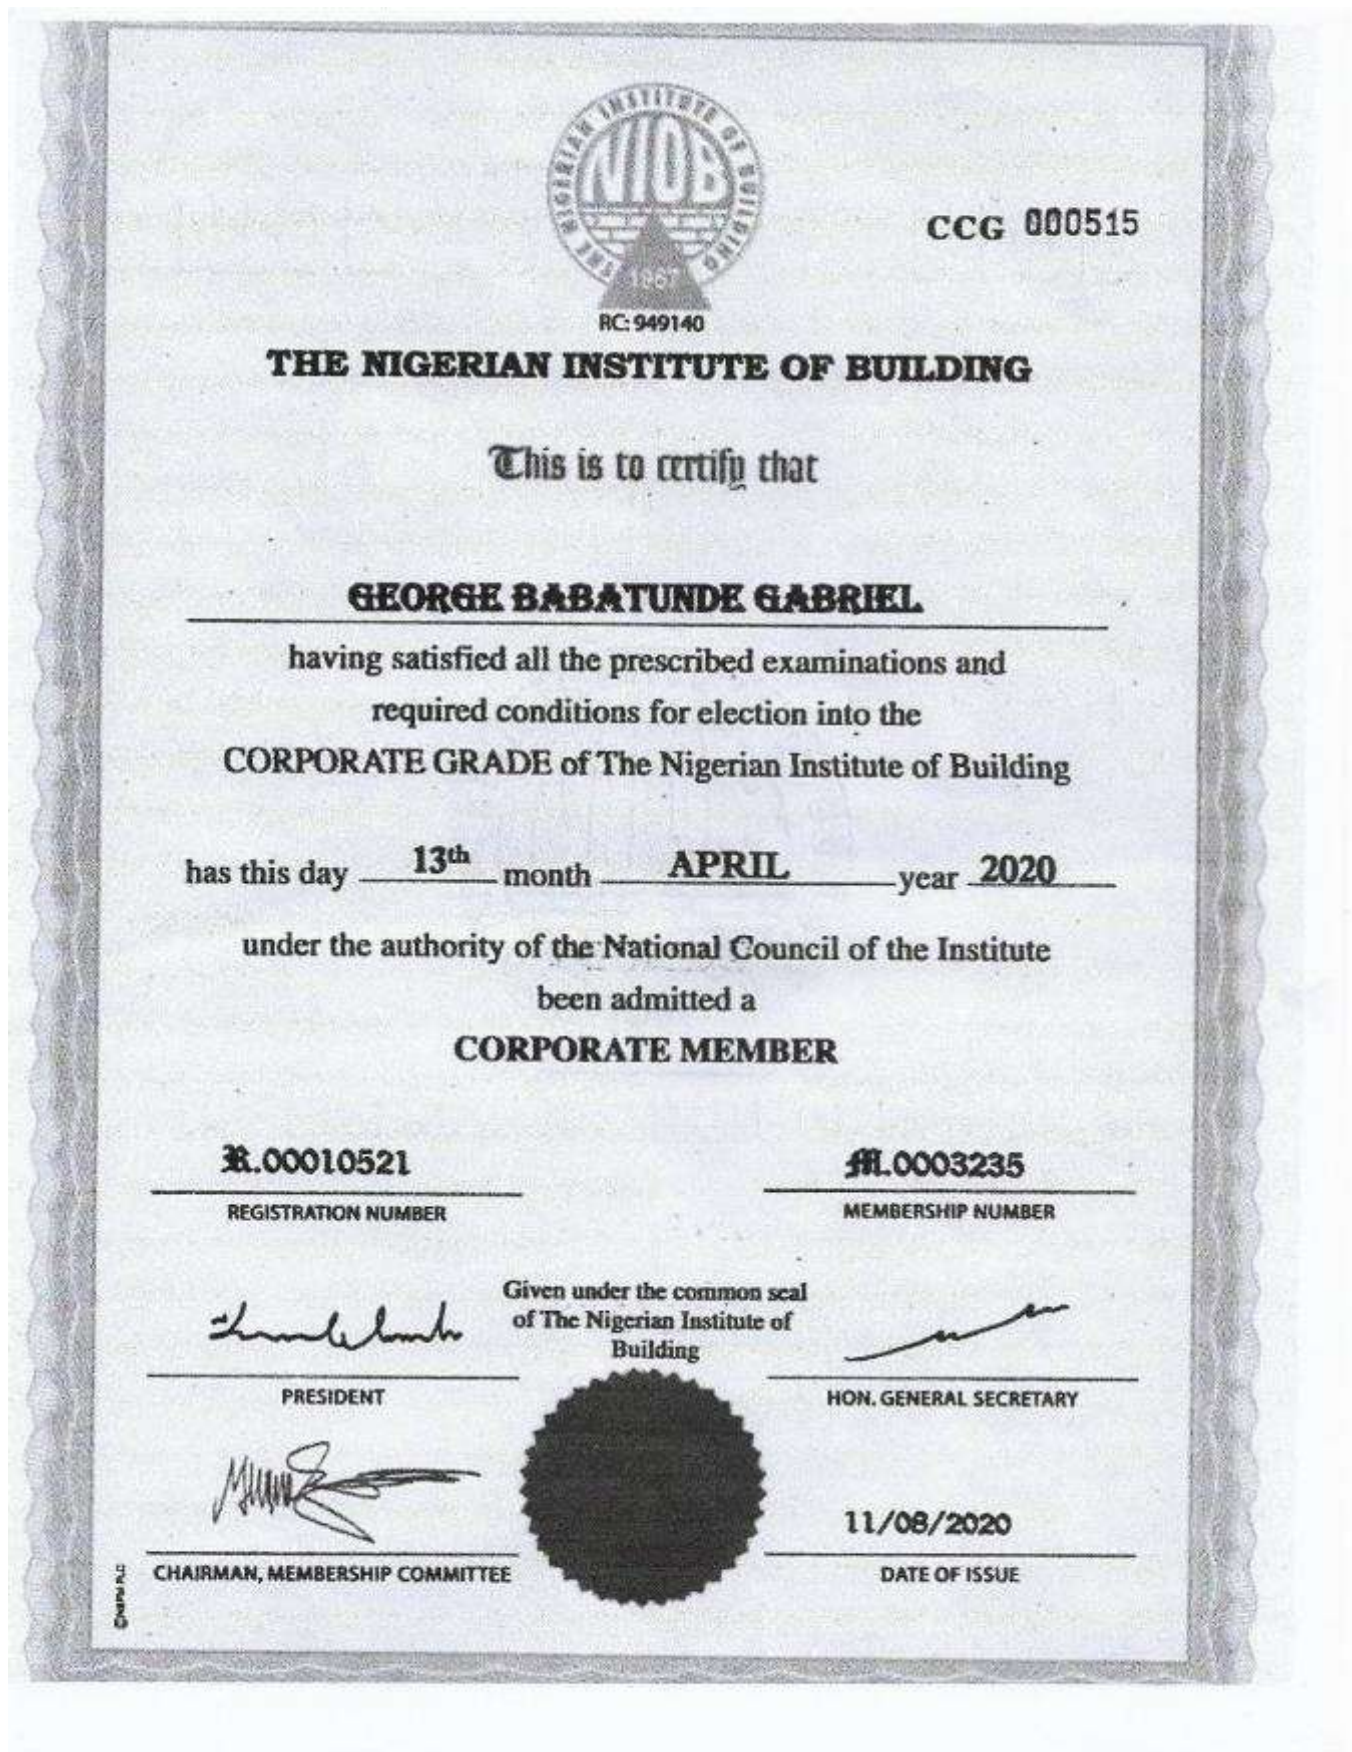 THE NIGERIAN INSTITUTE OF BUILDING
NIOB
CCG 000515
RC: 949140
THE NIGERIAN INSTITUTE OF BUILDING
This is to certify that
GEORGE BABATUNDE GABRIEL
having satisfied all the prescribed examinations and
required conditions for election into the
CORPORATE GRADE of The Nigerian Institute of Building
has this day 13th month APRIL year 2020
under the authority of the National Council of the Institute
been admitted a
CORPORATE MEMBER
R.00010521 M.0003235
REGISTRATION NUMBER MEMBERSHIP NUMBER
Given under the common seal
of The Nigerian Institute of
Building
PRESIDENT HON. GENERAL SECRETARY
11/08/2020
CHAIRMAN, MEMBERSHIP COMMITTEE DATE OF ISSUE